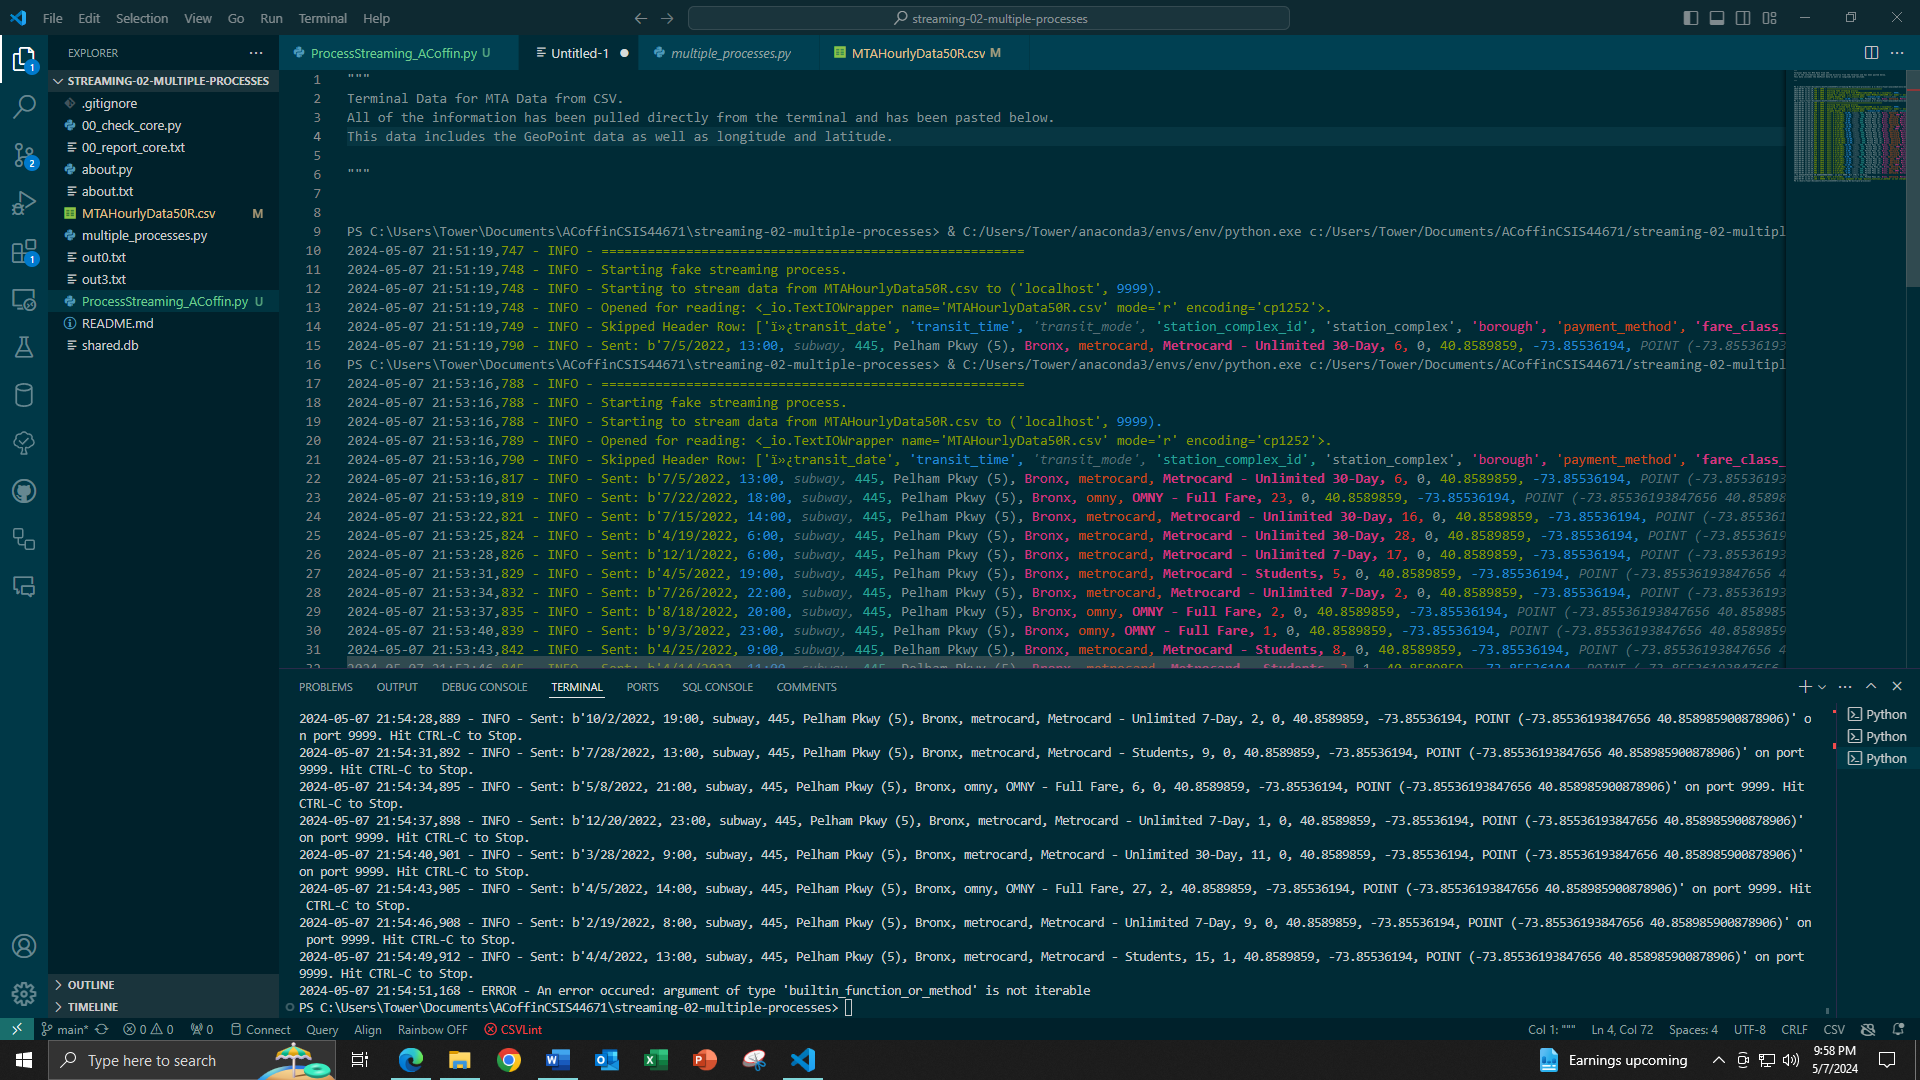 File Edit Selection View Go Run Terminal Help
streaming-02-multiple-processes
EXPLORER
ProcessStreaming_ACoffin.py U
Untitled-1
multiple_processes.py
MTAHourlyData50R.csv M
STREAMING-02-MULTIPLE-PROCESSES
.gitignore
00_check_core.py
00_report_core.txt
about.py
about.txt
MTAHourlyData50R.csv M
multiple_processes.py
out0.txt
out3.txt
ProcessStreaming_ACoffin.py U
README.md
shared.db
OUTLINE
TIMELINE
1 """
2 Terminal Data for MTA Data from CSV.
3 All of the information has been pulled directly from the terminal and has been pasted below.
4 This data includes the GeoPoint data as well as longitude and latitude.
5
6 """
7
8
9 PS C:\Users\Tower\Documents\ACoffinCSIS44671\streaming-02-multiple-processes> & C:/Users/Tower/anaconda3/envs/env/python.exe c:/Users/Tower/Documents/ACoffinCSIS44671/streaming-02-multipl
10 2024-05-07 21:51:19,747 - INFO - =======================================================
11 2024-05-07 21:51:19,748 - INFO - Starting fake streaming process.
12 2024-05-07 21:51:19,748 - INFO - Starting to stream data from MTAHourlyData50R.csv to ('localhost', 9999).
13 2024-05-07 21:51:19,748 - INFO - Opened for reading: <_io.TextIOWrapper name='MTAHourlyData50R.csv' mode='r' encoding='cp1252'>.
14 2024-05-07 21:51:19,749 - INFO - Skipped Header Row: ['ï»¿transit_date', 'transit_time', 'transit_mode', 'station_complex_id', 'station_complex', 'borough', 'payment_method', 'fare_class_
15 2024-05-07 21:51:19,790 - INFO - Sent: b'7/5/2022, 13:00, subway, 445, Pelham Pkwy (5), Bronx, metrocard, Metrocard - Unlimited 30-Day, 6, 0, 40.8589859, -73.85536194, POINT (-73.85536193
16 PS C:\Users\Tower\Documents\ACoffinCSIS44671\streaming-02-multiple-processes> & C:/Users/Tower/anaconda3/envs/env/python.exe c:/Users/Tower/Documents/ACoffinCSIS44671/streaming-02-multipl
17 2024-05-07 21:53:16,788 - INFO - =======================================================
18 2024-05-07 21:53:16,788 - INFO - Starting fake streaming process.
19 2024-05-07 21:53:16,788 - INFO - Starting to stream data from MTAHourlyData50R.csv to ('localhost', 9999).
20 2024-05-07 21:53:16,789 - INFO - Opened for reading: <_io.TextIOWrapper name='MTAHourlyData50R.csv' mode='r' encoding='cp1252'>.
21 2024-05-07 21:53:16,790 - INFO - Skipped Header Row: ['ï»¿transit_date', 'transit_time', 'transit_mode', 'station_complex_id', 'station_complex', 'borough', 'payment_method', 'fare_class_
22 2024-05-07 21:53:16,817 - INFO - Sent: b'7/5/2022, 13:00, subway, 445, Pelham Pkwy (5), Bronx, metrocard, Metrocard - Unlimited 30-Day, 6, 0, 40.8589859, -73.85536194, POINT (-73.85536193
23 2024-05-07 21:53:19,819 - INFO - Sent: b'7/22/2022, 18:00, subway, 445, Pelham Pkwy (5), Bronx, omny, OMNY - Full Fare, 23, 0, 40.8589859, -73.85536194, POINT (-73.85536193847656 40.85898
24 2024-05-07 21:53:22,821 - INFO - Sent: b'7/15/2022, 14:00, subway, 445, Pelham Pkwy (5), Bronx, metrocard, Metrocard - Unlimited 30-Day, 16, 0, 40.8589859, -73.85536194, POINT (-73.855361
25 2024-05-07 21:53:25,824 - INFO - Sent: b'4/19/2022, 6:00, subway, 445, Pelham Pkwy (5), Bronx, metrocard, Metrocard - Unlimited 30-Day, 28, 0, 40.8589859, -73.85536194, POINT (-73.8553619
26 2024-05-07 21:53:28,826 - INFO - Sent: b'12/1/2022, 6:00, subway, 445, Pelham Pkwy (5), Bronx, metrocard, Metrocard - Unlimited 7-Day, 17, 0, 40.8589859, -73.85536194, POINT (-73.85536193
27 2024-05-07 21:53:31,829 - INFO - Sent: b'4/5/2022, 19:00, subway, 445, Pelham Pkwy (5), Bronx, metrocard, Metrocard - Students, 5, 0, 40.8589859, -73.85536194, POINT (-73.85536193847656 4
28 2024-05-07 21:53:34,832 - INFO - Sent: b'7/26/2022, 22:00, subway, 445, Pelham Pkwy (5), Bronx, metrocard, Metrocard - Unlimited 7-Day, 2, 0, 40.8589859, -73.85536194, POINT (-73.85536193
29 2024-05-07 21:53:37,835 - INFO - Sent: b'8/18/2022, 20:00, subway, 445, Pelham Pkwy (5), Bronx, omny, OMNY - Full Fare, 2, 0, 40.8589859, -73.85536194, POINT (-73.85536193847656 40.858985
30 2024-05-07 21:53:40,839 - INFO - Sent: b'9/3/2022, 23:00, subway, 445, Pelham Pkwy (5), Bronx, omny, OMNY - Full Fare, 1, 0, 40.8589859, -73.85536194, POINT (-73.85536193847656 40.8589859
31 2024-05-07 21:53:43,842 - INFO - Sent: b'4/25/2022, 9:00, subway, 445, Pelham Pkwy (5), Bronx, metrocard, Metrocard - Students, 8, 0, 40.8589859, -73.85536194, POINT (-73.85536193847656 4
PROBLEMS OUTPUT DEBUG CONSOLE TERMINAL PORTS SQL CONSOLE COMMENTS
2024-05-07 21:54:28,889 - INFO - Sent: b'10/2/2022, 19:00, subway, 445, Pelham Pkwy (5), Bronx, metrocard, Metrocard - Unlimited 7-Day, 2, 0, 40.8589859, -73.85536194, POINT (-73.85536193847656 40.858985900878906)' o
n port 9999. Hit CTRL-C to Stop.
2024-05-07 21:54:31,892 - INFO - Sent: b'7/28/2022, 13:00, subway, 445, Pelham Pkwy (5), Bronx, metrocard, Metrocard - Students, 9, 0, 40.8589859, -73.85536194, POINT (-73.85536193847656 40.858985900878906)' on port
9999. Hit CTRL-C to Stop.
2024-05-07 21:54:34,895 - INFO - Sent: b'5/8/2022, 21:00, subway, 445, Pelham Pkwy (5), Bronx, omny, OMNY - Full Fare, 6, 0, 40.8589859, -73.85536194, POINT (-73.85536193847656 40.858985900878906)' on port 9999. Hit
CTRL-C to Stop.
2024-05-07 21:54:37,898 - INFO - Sent: b'12/20/2022, 23:00, subway, 445, Pelham Pkwy (5), Bronx, metrocard, Metrocard - Unlimited 7-Day, 1, 0, 40.8589859, -73.85536194, POINT (-73.85536193847656 40.858985900878906)'
on port 9999. Hit CTRL-C to Stop.
2024-05-07 21:54:40,901 - INFO - Sent: b'3/28/2022, 9:00, subway, 445, Pelham Pkwy (5), Bronx, metrocard, Metrocard - Unlimited 30-Day, 11, 0, 40.8589859, -73.85536194, POINT (-73.85536193847656 40.858985900878906)'
on port 9999. Hit CTRL-C to Stop.
2024-05-07 21:54:43,905 - INFO - Sent: b'4/5/2022, 14:00, subway, 445, Pelham Pkwy (5), Bronx, omny, OMNY - Full Fare, 27, 2, 40.8589859, -73.85536194, POINT (-73.85536193847656 40.858985900878906)' on port 9999. Hit
CTRL-C to Stop.
2024-05-07 21:54:46,908 - INFO - Sent: b'2/19/2022, 8:00, subway, 445, Pelham Pkwy (5), Bronx, metrocard, Metrocard - Unlimited 7-Day, 9, 0, 40.8589859, -73.85536194, POINT (-73.85536193847656 40.858985900878906)' on
port 9999. Hit CTRL-C to Stop.
2024-05-07 21:54:49,912 - INFO - Sent: b'4/4/2022, 13:00, subway, 445, Pelham Pkwy (5), Bronx, metrocard, Metrocard - Students, 15, 1, 40.8589859, -73.85536194, POINT (-73.85536193847656 40.858985900878906)' on port
9999. Hit CTRL-C to Stop.
2024-05-07 21:54:51,168 - ERROR - An error occured: argument of type 'builtin_function_or_method' is not iterable
PS C:\Users\Tower\Documents\ACoffinCSIS44671\streaming-02-multiple-processes>
Python
Python
Python
main* 0 0 0 Connect Query Align Rainbow OFF CSVLint
Col 1: """ Ln 4, Col 72 Spaces: 4 UTF-8 CRLF CSV
Type here to search
Earnings upcoming
9:58 PM
5/7/2024